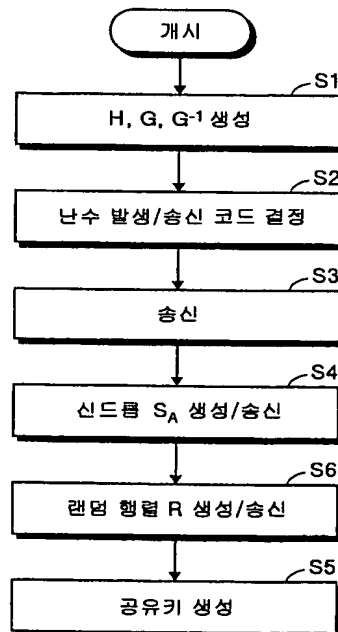 개시
S1
H, G, G⁻¹ 생성
S2
난수 발생/송신 코드 결정
S3
송신
S4
신드롬 S_A 생성/송신
S6
랜덤 행렬 R 생성/송신
S5
공유키 생성